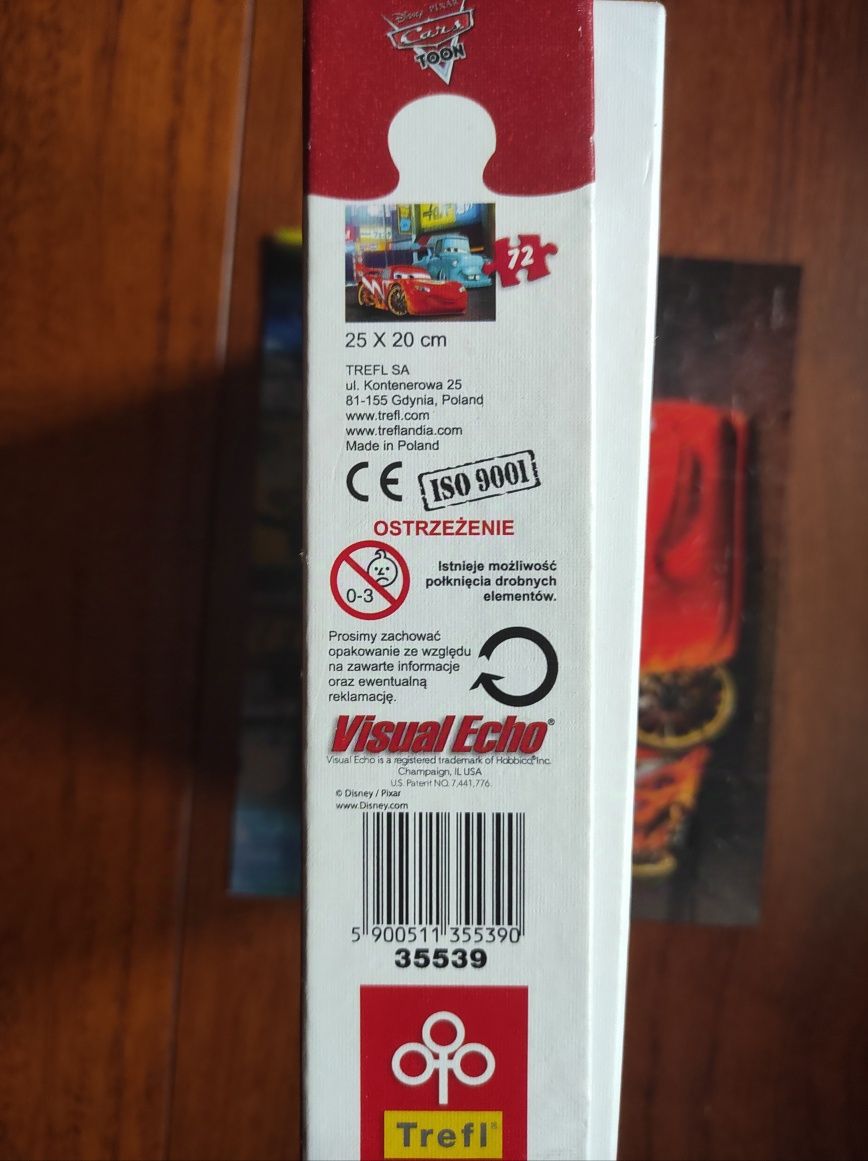 Disney PIXAR
Cars
TOON
72
25 X 20 cm
TREFL SA
ul. Kontenerowa 25
81-155 Gdynia, Poland
www.trefl.com
www.treflandia.com
Made in Poland
CE ISO 9001
OSTRZEŻENIE
0-3
Istnieje możliwość
połknięcia drobnych
elementów.
Prosimy zachować
opakowanie ze względu
na zawarte informacje
oraz ewentualną
reklamację.
Visual Echo®
Visual Echo is a registered trademark of Hobbico, Inc.
Champaign, IL USA
U.S. Patent NO. 7,441,776.
© Disney / Pixar
www.Disney.com
5 900511 355390
35539
Trefl®